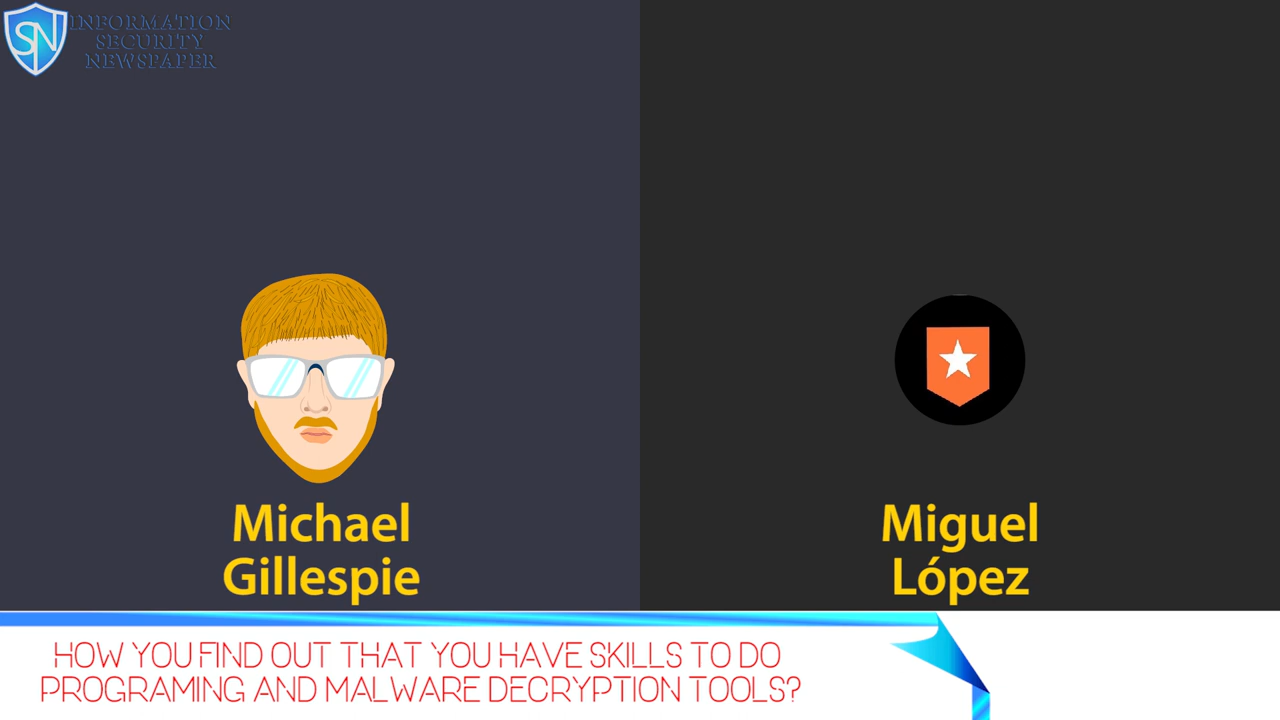 INFORMATION
SECURITY
NEWSPAPER
SN
Michael
Gillespie
Miguel
López
HOW YOU FIND OUT THAT YOU HAVE SKILLS TO DO
PROGRAMING AND MALWARE DECRYPTION TOOLS?